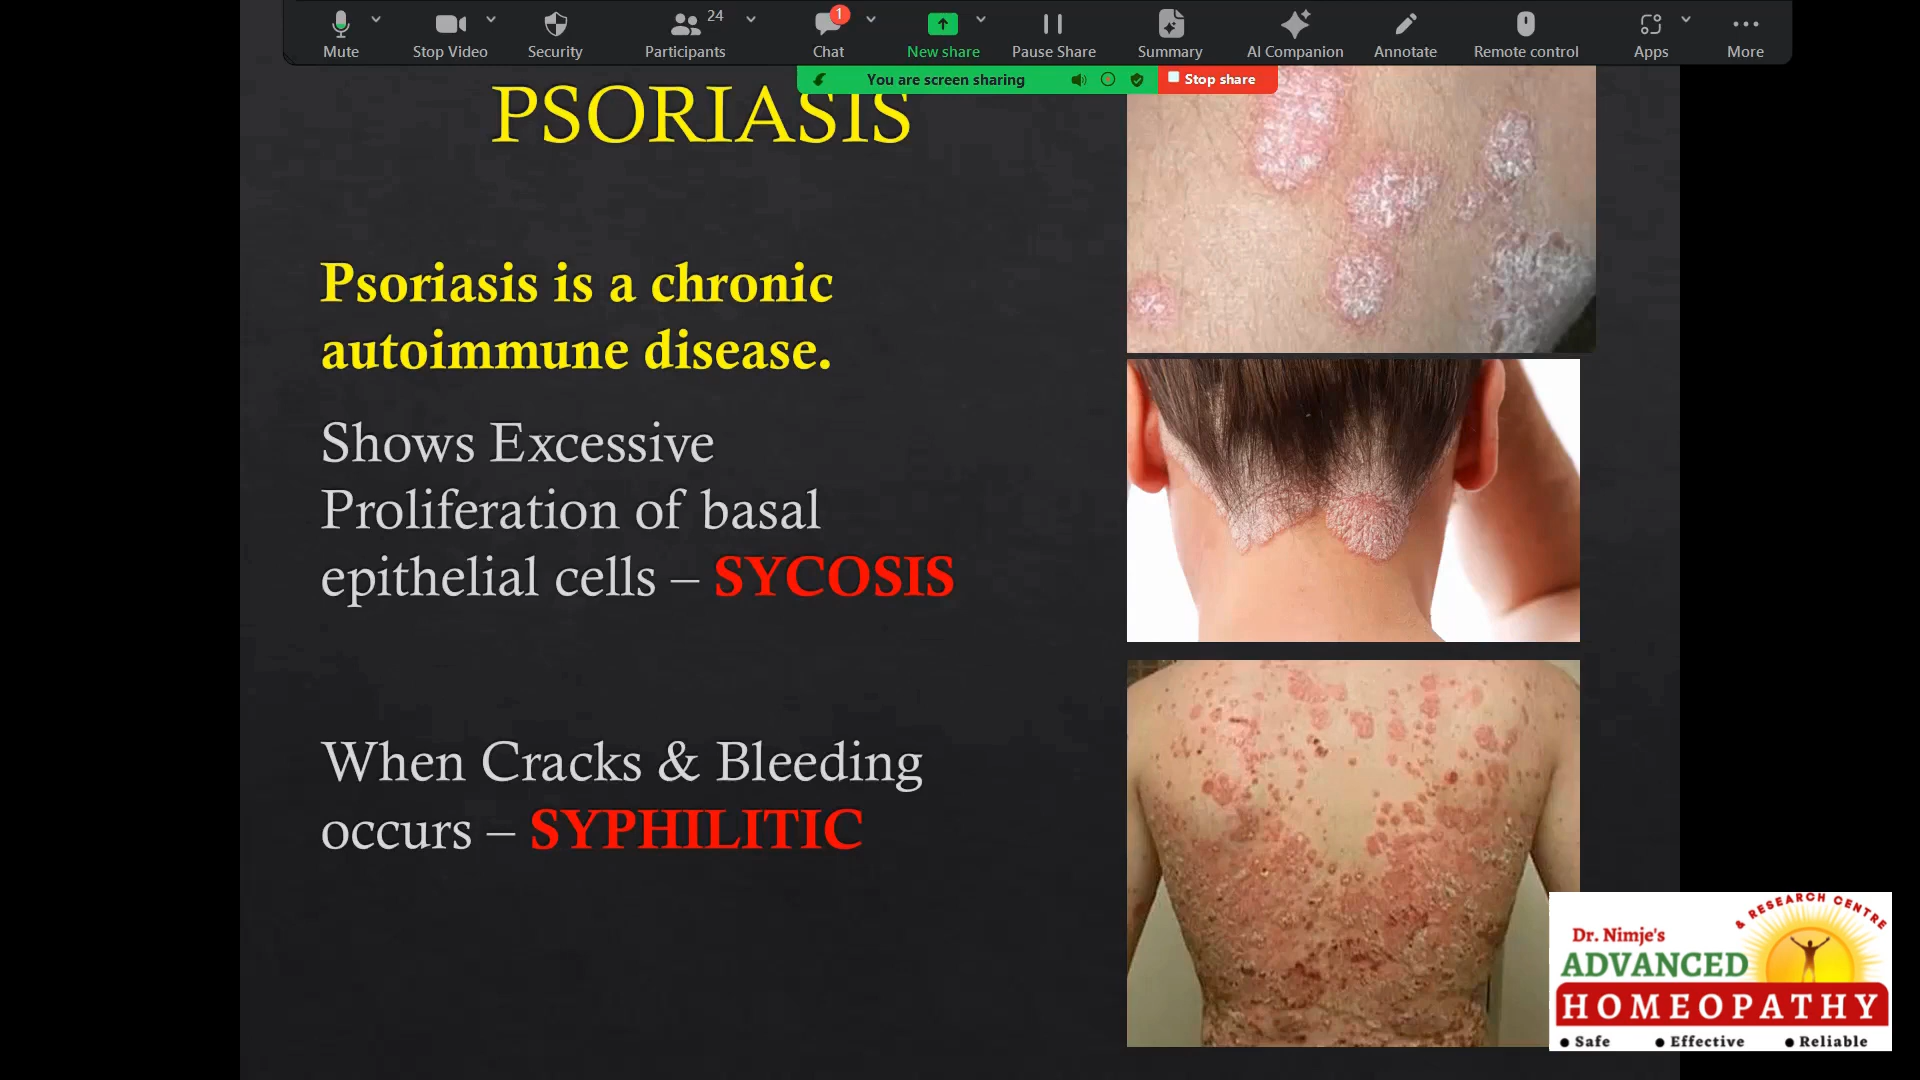 24
1
Mute
Stop Video
Security
Participants
Chat
New share
Pause Share
Summary
AI Companion
Annotate
Remote control
Apps
More
You are screen sharing
Stop share
PSORIASIS
Psoriasis is a chronic
autoimmune disease.
Shows Excessive
Proliferation of basal
epithelial cells – SYCOSIS
When Cracks & Bleeding
occurs – SYPHILITIC
& RESEARCH CENTRE
Dr. Nimje's
ADVANCED
HOMEOPATHY
● Safe ● Effective ● Reliable